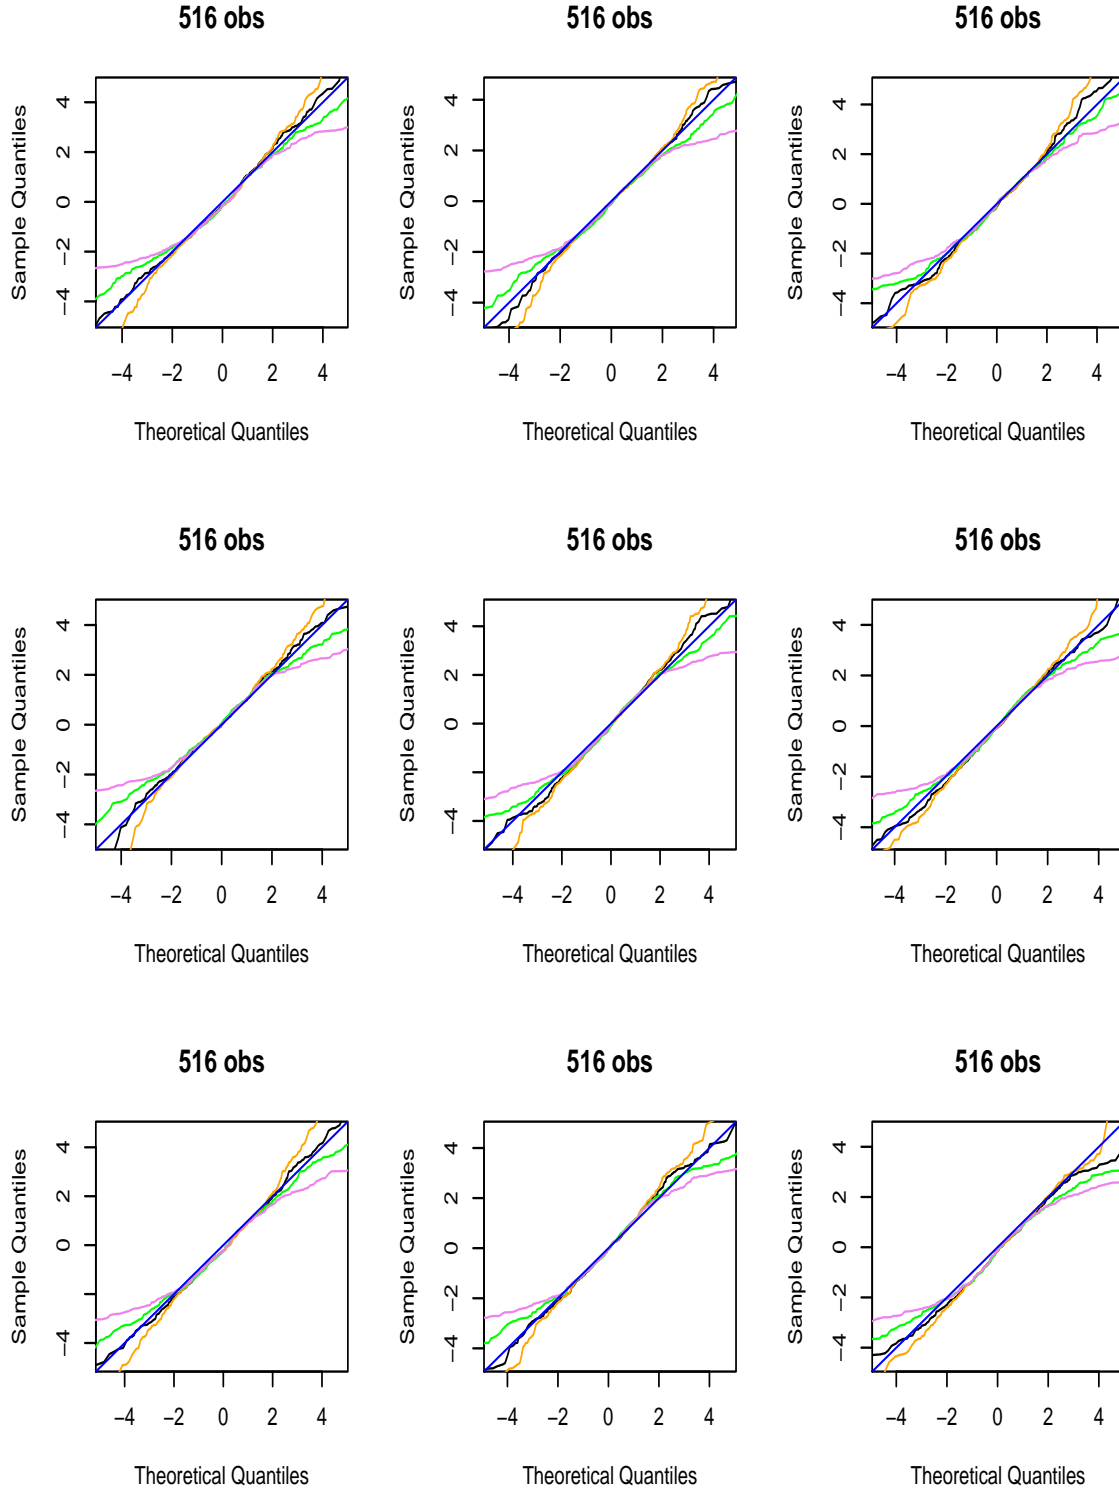 516 obs 516 obs 516 obs
Sample Quantiles Sample Quantiles Sample Quantiles
4 4 4
2 2 2
0 0 0
−2 −2 −2
−4 −4 −4
−4 −2 0 2 4 −4 −2 0 2 4 −4 −2 0 2 4
Theoretical Quantiles Theoretical Quantiles Theoretical Quantiles
516 obs 516 obs 516 obs
Sample Quantiles Sample Quantiles Sample Quantiles
4 4 4
2 2 2
0 0 0
−2 −2
−4 −4 −4
−4 −2 0 2 4 −4 −2 0 2 4 −4 −2 0 2 4
Theoretical Quantiles Theoretical Quantiles Theoretical Quantiles
516 obs 516 obs 516 obs
Sample Quantiles Sample Quantiles Sample Quantiles
4 4 4
2 2 2
0 0 0
−2 −2
−4 −4 −4
−4 −2 0 2 4 −4 −2 0 2 4 −4 −2 0 2 4
Theoretical Quantiles Theoretical Quantiles Theoretical Quantiles